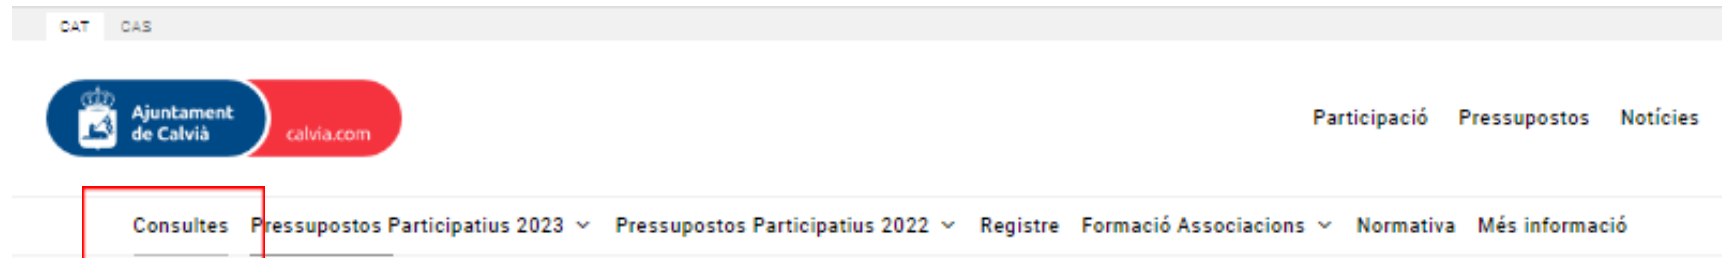 CAT CAS
Ajuntament
de Calvià
calvia.com
Participació Pressupostos Notícies
Consultes Pressupostos Participatius 2023 Pressupostos Participatius 2022 Registre Formació Associacions Normativa Més informació